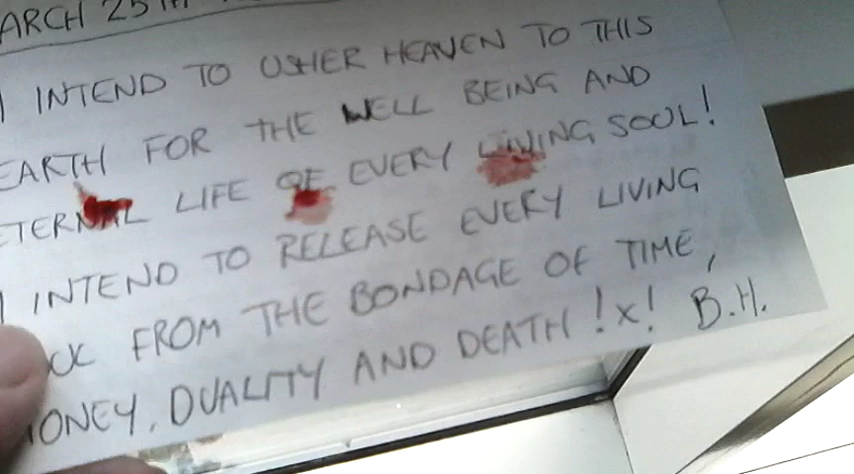 ARCH 25TH
I INTEND TO USHER HEAVEN TO THIS
EARTH FOR THE WELL BEING AND
ETERNAL LIFE OF EVERY LIVING SOUL!
I INTEND TO RELEASE EVERY LIVING
FROM THE BONDAGE OF TIME,
ONEY, DUALITY AND DEATH!x! B.H.